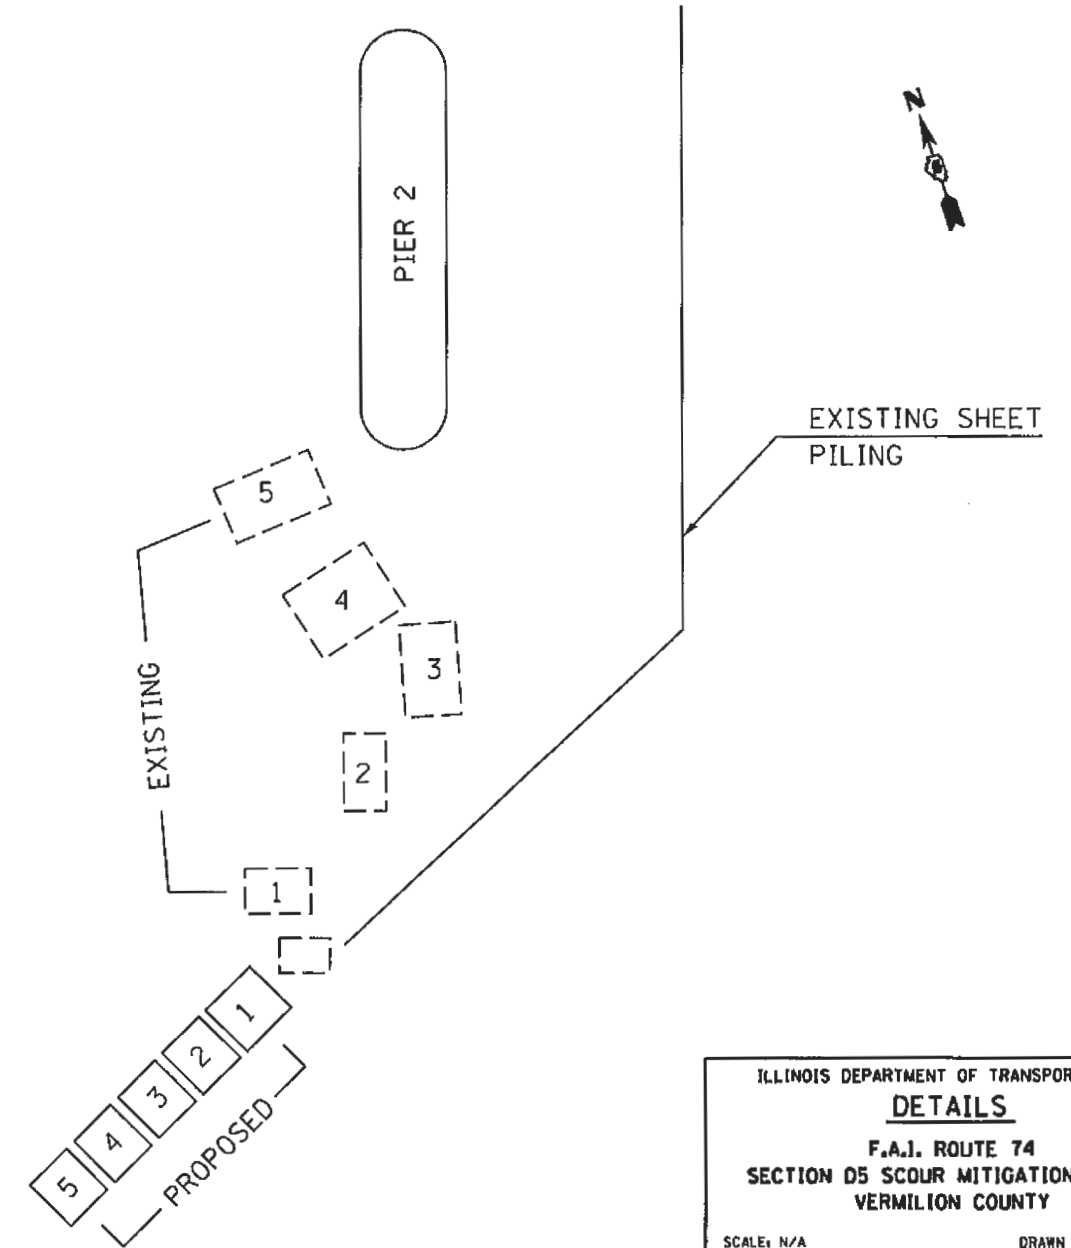 N
PIER 2
EXISTING SHEET
PILING
5
4
3
2
1
EXISTING
1
2
3
4
5
PROPOSED
ILLINOIS DEPARTMENT OF TRANSPOR
DETAILS
F.A.I. ROUTE 74
SECTION D5 SCOUR MITIGATION
VERMILION COUNTY
SCALE: N/A DRAWN